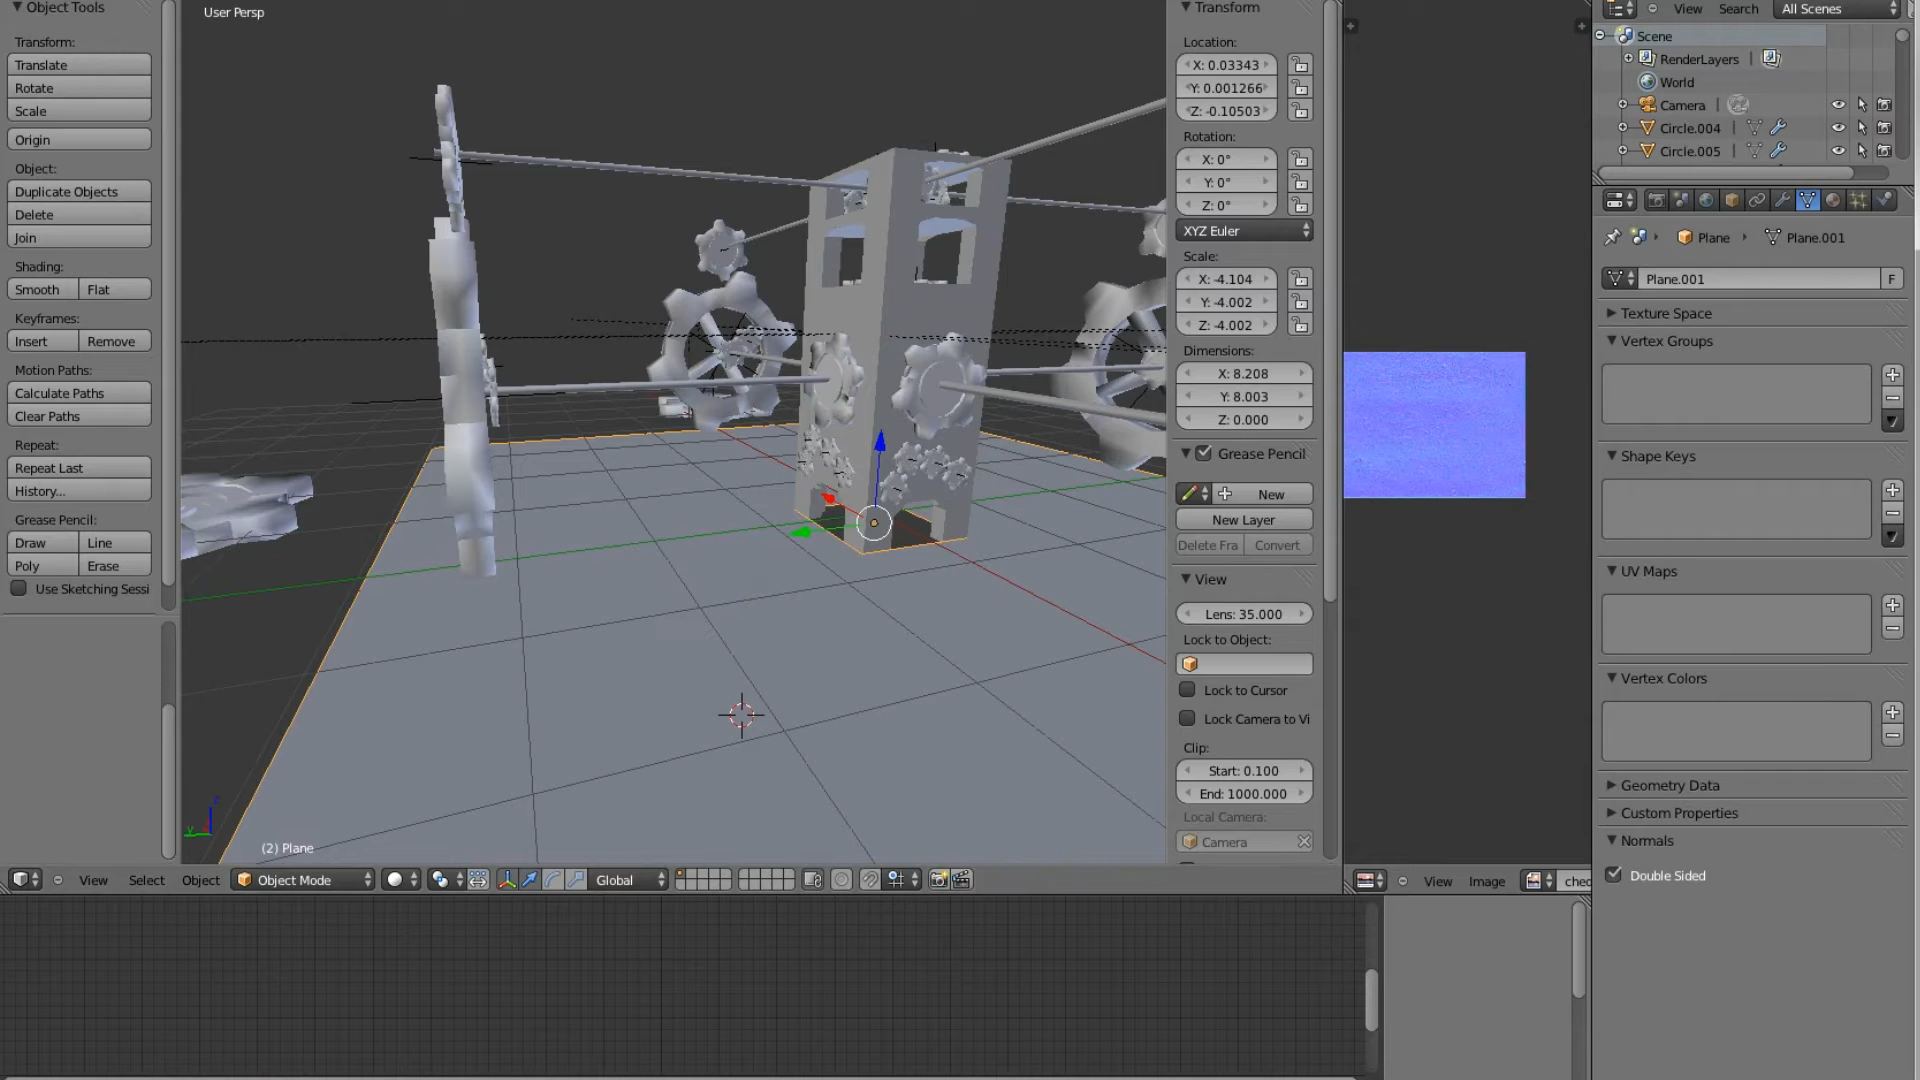 Object Tools
Transform:
Translate
Rotate
Scale
Origin
Object:
Duplicate Objects
Delete
Join
Shading:
Smooth Flat
Keyframes:
Insert Remove
Motion Paths:
Calculate Paths
Clear Paths
Repeat:
Repeat Last
History...
Grease Pencil:
Draw Line
Poly Erase
Use Sketching Sessi
User Persp
(2) Plane
View Select Object Object Mode Global
Transform
Location:
X: 0.03343
Y: 0.001266
Z: -0.10503
Rotation:
X: 0°
Y: 0°
Z: 0°
XYZ Euler
Scale:
X: -4.104
Y: -4.002
Z: -4.002
Dimensions:
X: 8.208
Y: 8.003
Z: 0.000
Grease Pencil
New
New Layer
Delete Fra Convert
View
Lens: 35.000
Lock to Object:
Lock to Cursor
Lock Camera to Vi
Clip:
Start: 0.100
End: 1000.000
Local Camera:
Camera
View Image chec
View Search All Scenes
Scene
RenderLayers
World
Camera
Circle.004
Circle.005
Plane Plane.001
Plane.001 F
Texture Space
Vertex Groups
Shape Keys
UV Maps
Vertex Colors
Geometry Data
Custom Properties
Normals
Double Sided